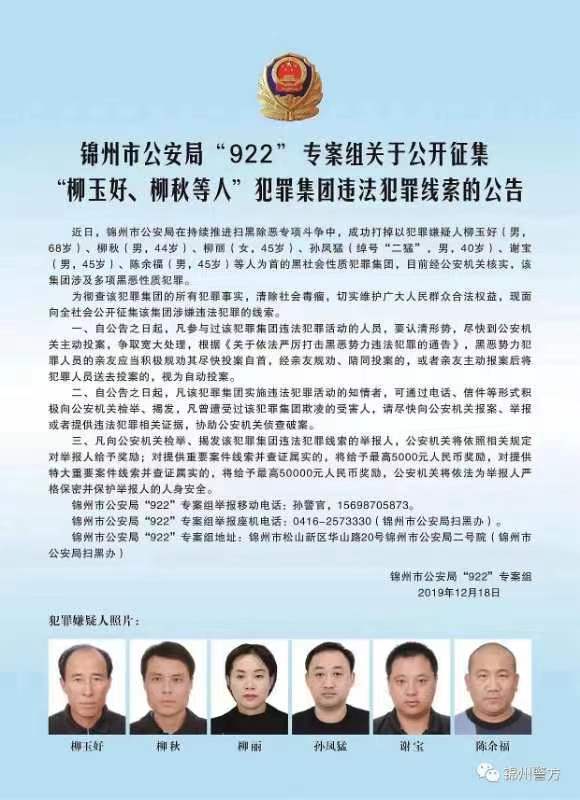 锦州市公安局“922”专案组关于公开征集
“柳玉好、柳秋等人”犯罪集团违法犯罪线索的公告
近日，锦州市公安局在持续推进扫黑除恶专项斗争中，成功打掉以犯罪嫌疑人柳玉好（男，
68岁）、柳秋（男，44岁）、柳丽（女，45岁）、孙凤猛（绰号“二猛”，男，40岁）、谢宝
（男，45岁）、陈余福（男，45岁）等人为首的黑社会性质犯罪集团，目前经公安机关核实，该
集团涉及多项黑恶性质犯罪。
为彻查该犯罪集团的所有犯罪事实，清除社会毒瘤，切实维护广大人民群众合法权益，现面
向全社会公开征集该集团涉嫌违法犯罪的线索。
一、自公告之日起，凡参与过该犯罪集团违法犯罪活动的人员，要认清形势，尽快到公安机
关主动投案，争取宽大处理，根据《关于依法严厉打击黑恶势力违法犯罪的通告》，黑恶势力犯
罪人员的亲友应当积极规劝其尽快投案自首，经亲友规劝、陪同投案的，或者亲友主动报案后将
犯罪人员送去投案的，视为自动投案。
二、自公告之日起，凡该犯罪集团实施违法犯罪活动的知情者，可通过电话、信件等形式积
极向公安机关检举、揭发，凡曾遭受过该犯罪集团欺凌的受害人，请尽快向公安机关报案、举报
或者提供违法犯罪相关证据，协助公安机关侦查破案。
三、凡向公安机关检举、揭发该犯罪集团违法犯罪线索的举报人，公安机关将依照相关规定
对举报人给予奖励；对提供重要案件线索并查证属实的，将给予最高5000元人民币奖励，对提供
特大重要案件线索并查证属实的，将给予最高50000元人民币奖励，公安机关将依法为举报人严
格保密并保护举报人的人身安全。
锦州市公安局“922”专案组举报移动电话：孙警官，15698705873。
锦州市公安局“922”专案组举报座机电话：0416-2573330（锦州市公安局扫黑办）。
锦州市公安局“922”专案组地址：锦州市松山新区华山路20号锦州市公安局二号院（锦州市
公安局扫黑办）
锦州市公安局“922”专案组
2019年12月18日
犯罪嫌疑人照片：
柳玉好 柳秋 柳丽 孙凤猛 谢宝 陈余福
锦州警方